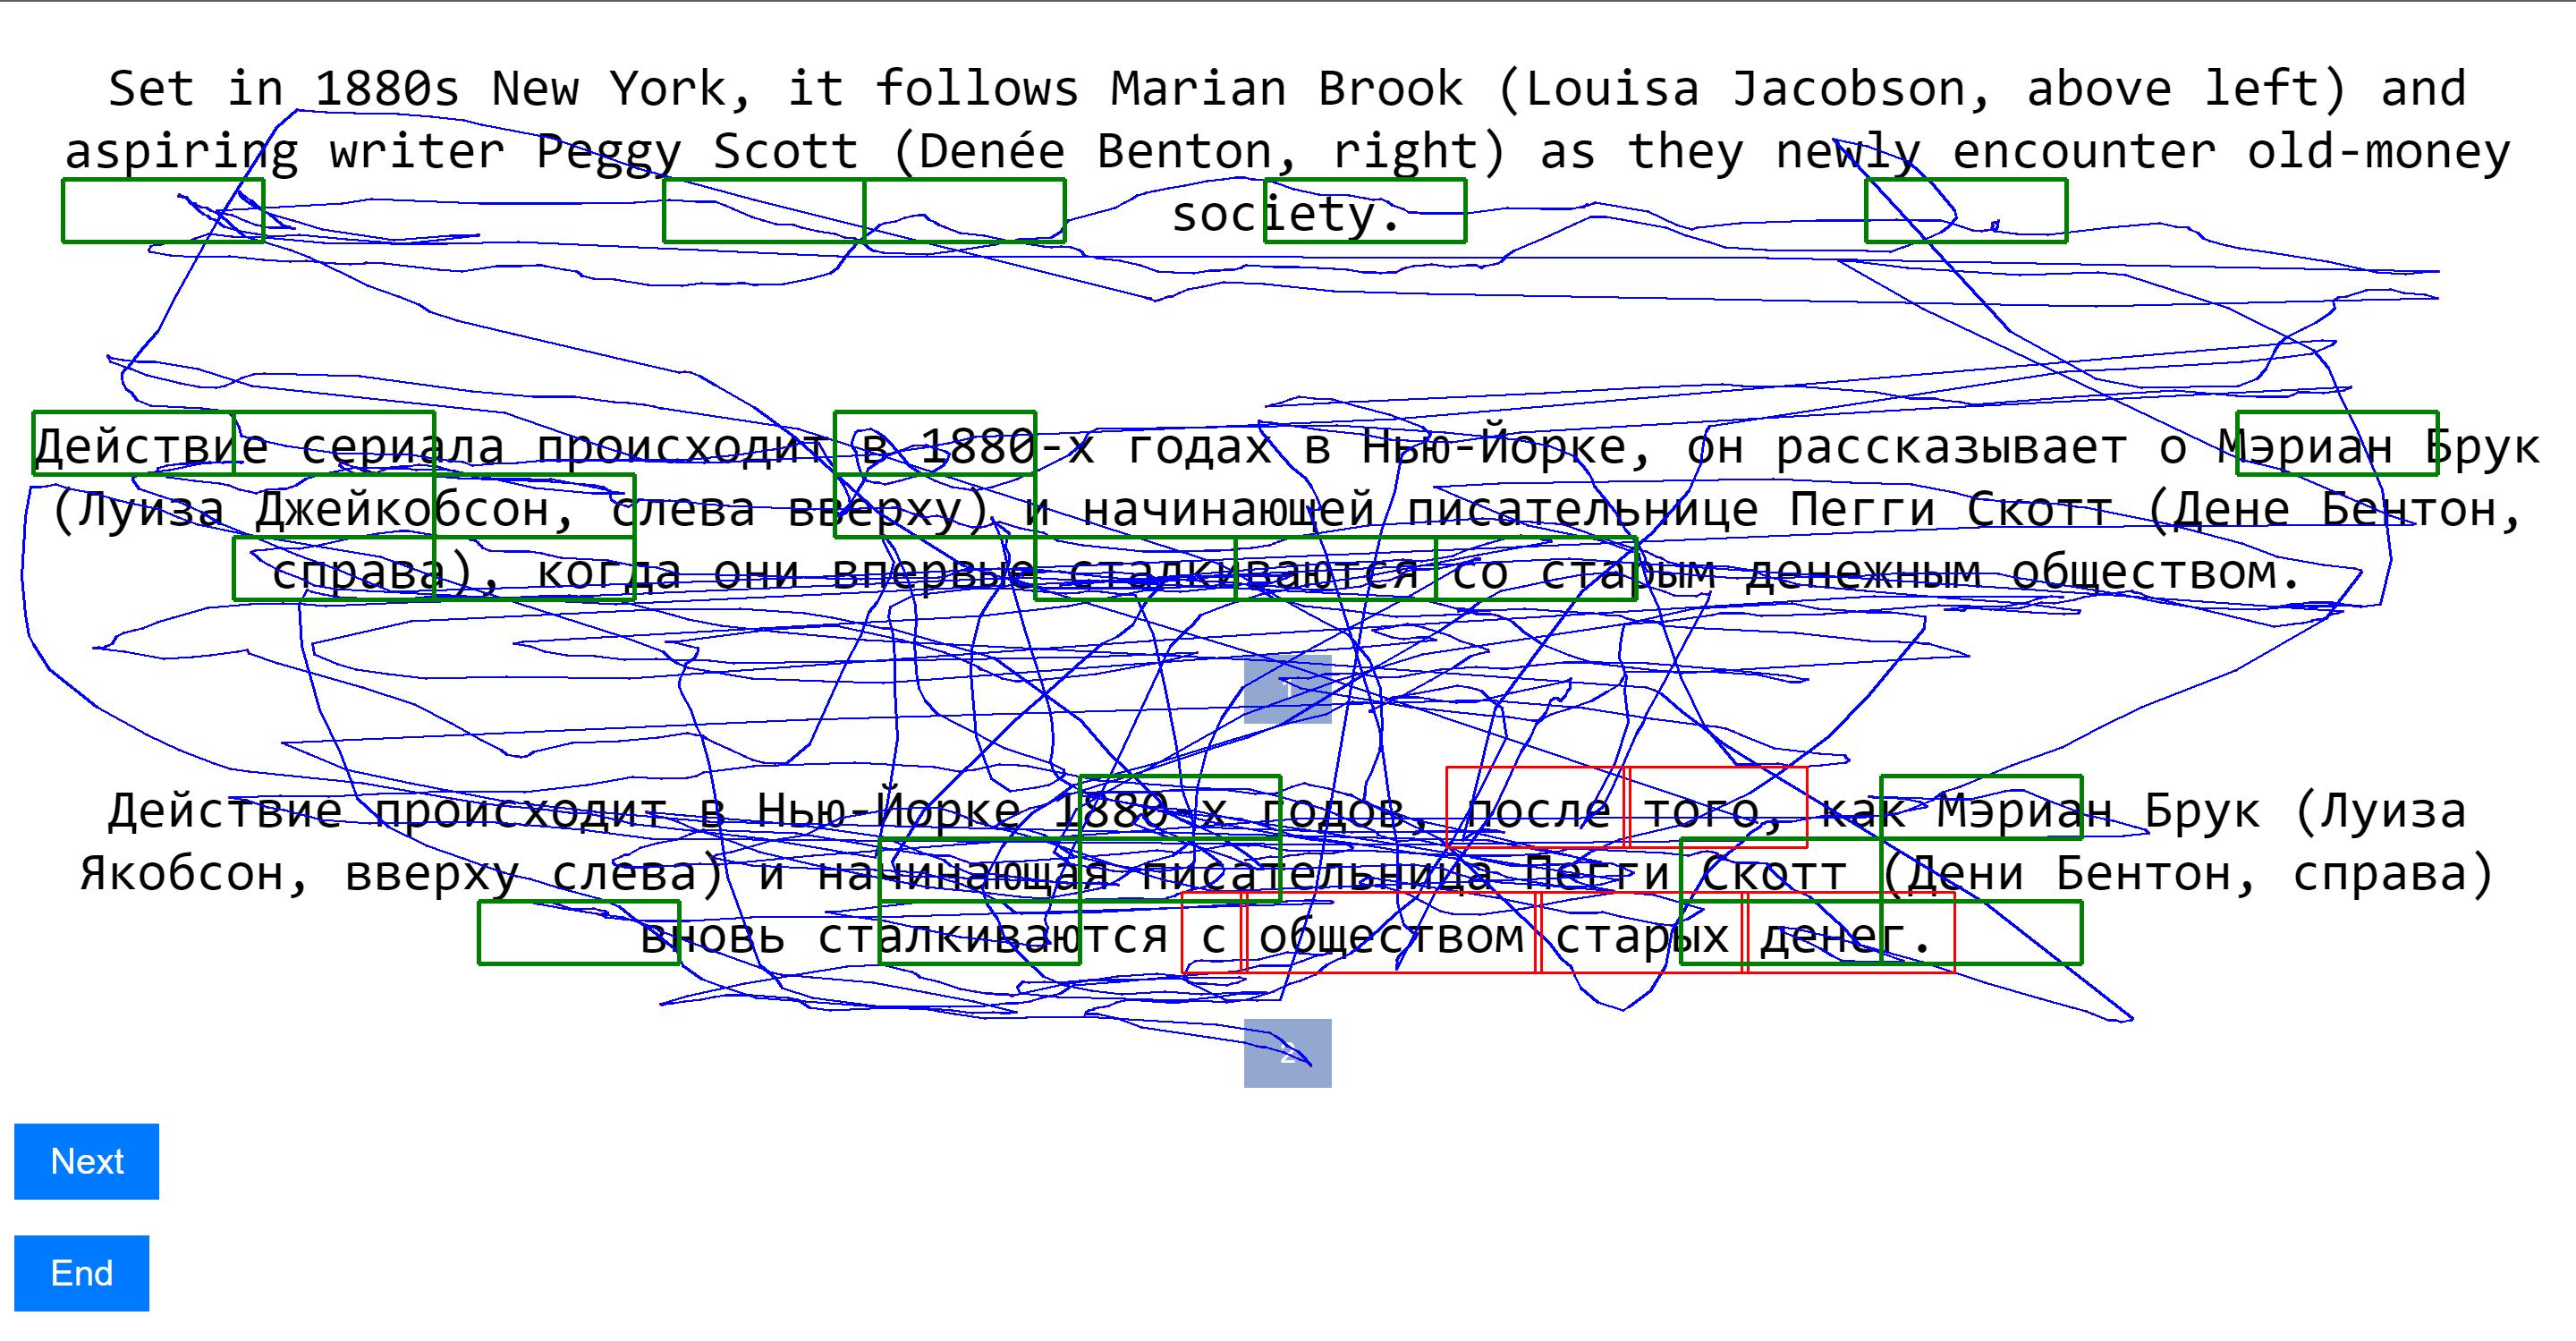 Set in 1880s New York, it follows Marian Brook (Louisa Jacobson, above left) and
aspiring writer Peggy Scott (Denée Benton, right) as they newly encounter old-money
society.
Действие сериала происходит в 1880-х годах в Нью-Йорке, он рассказывает о Мэриан Брук
(Луиза Джейкобсон, слева вверху) и начинающей писательнице Пегги Скотт (Дене Бентон,
справа), когда они впервые сталкиваются со старым денежным обществом.
1
Действие происходит в Нью-Йорке 1880-х годов, после того, как Мэриан Брук (Луиза
Якобсон, вверху слева) и начинающая писательница Пегги Скотт (Дени Бентон, справа)
вновь сталкиваются с обществом старых денег.
2
Next
End